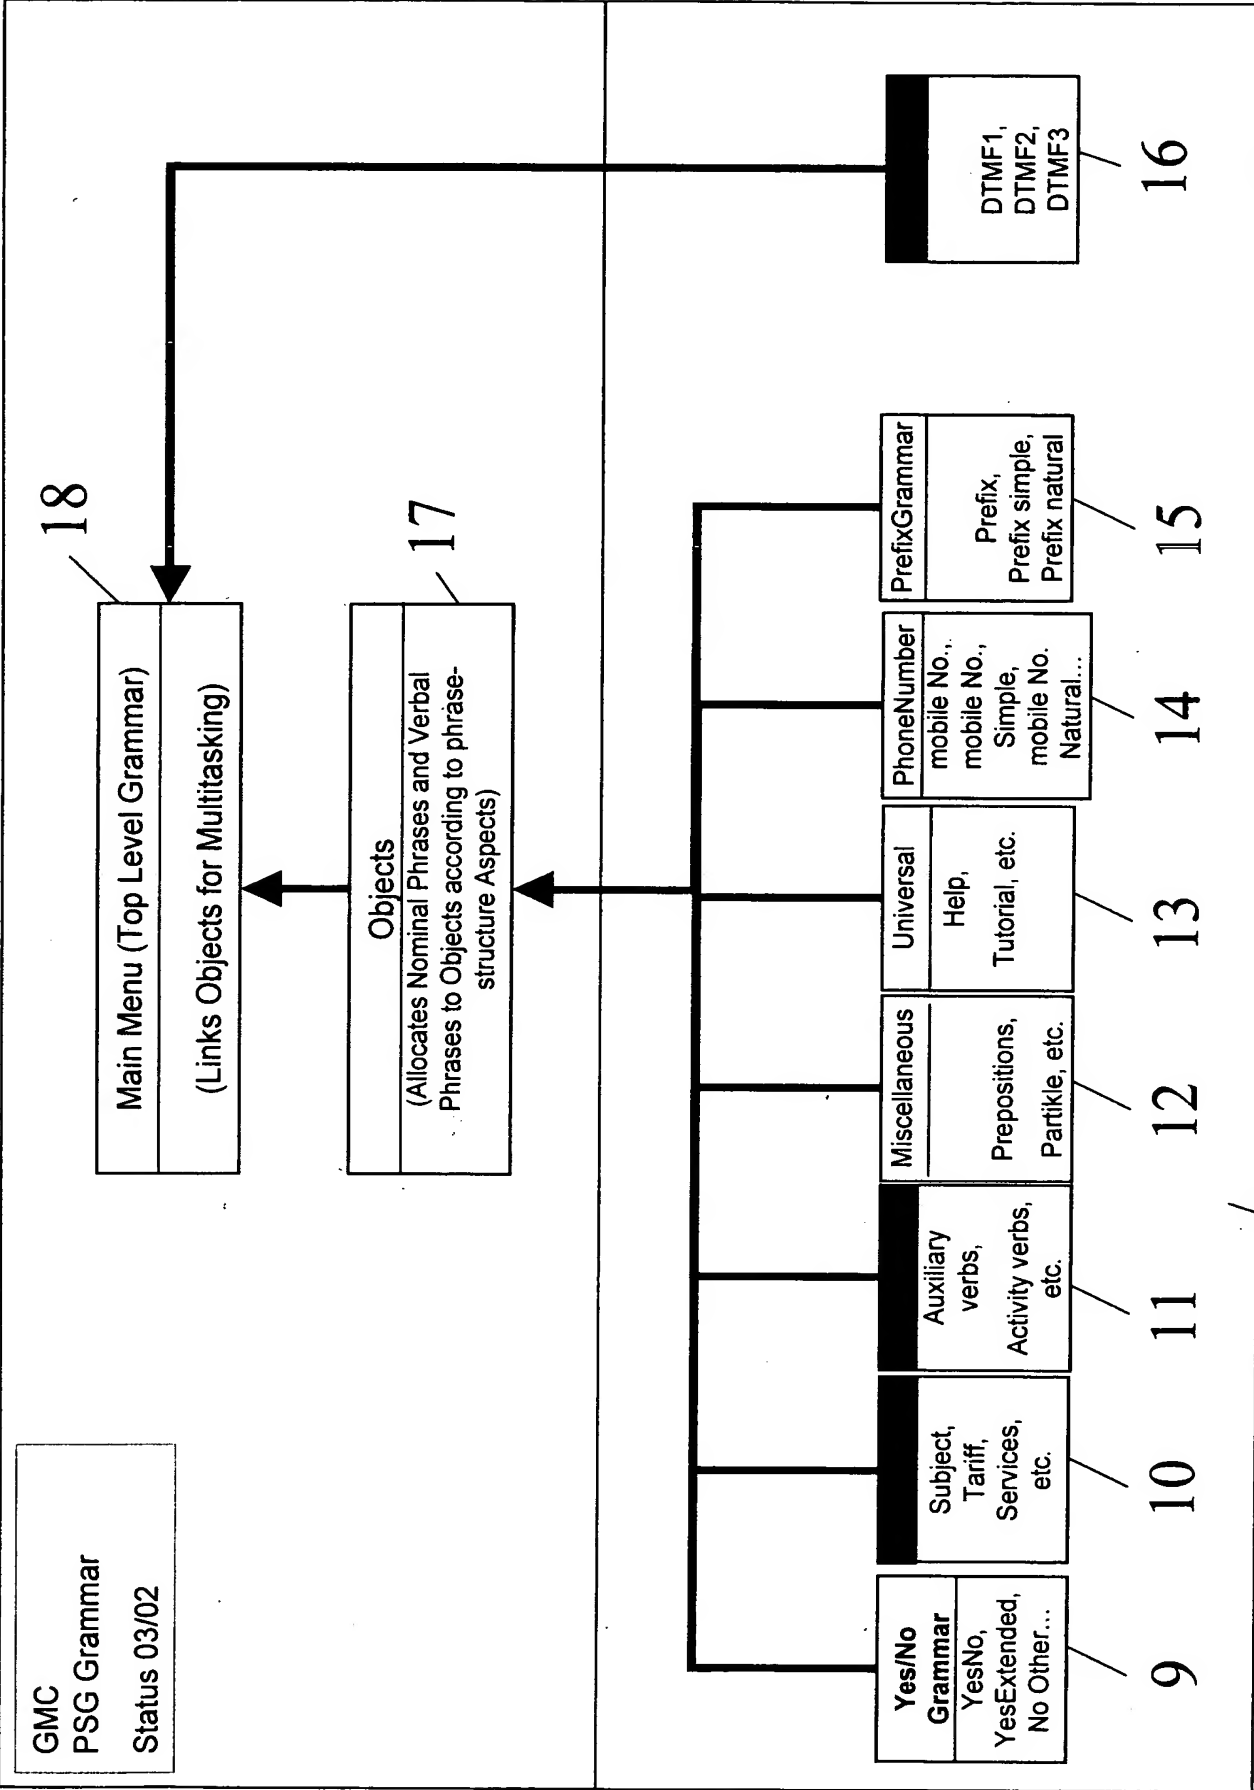 GMC
PSG Grammar
Status 03/02
18
Main Menu (Top Level Grammar)
(Links Objects for Multitasking)
17
Objects
(Allocates Nominal Phrases and Verbal
Phrases to Objects according to phrase-
structure Aspects)
Yes/No
Grammar
YesNo,
YesExtended,
No Other...
9
Subject,
Tariff,
Services,
etc.
10
Auxiliary
verbs,
Activity verbs,
etc.
11
Miscellaneous
Prepositions,
Partikle, etc.
12
Universal
Help,
Tutorial, etc.
13
PhoneNumber
mobile No.,
mobile No.,
Simple,
mobile No.
Natural...
14
PrefixGrammar
Prefix,
Prefix simple,
Prefix natural
15
DTMF1,
DTMF2,
DTMF3
16